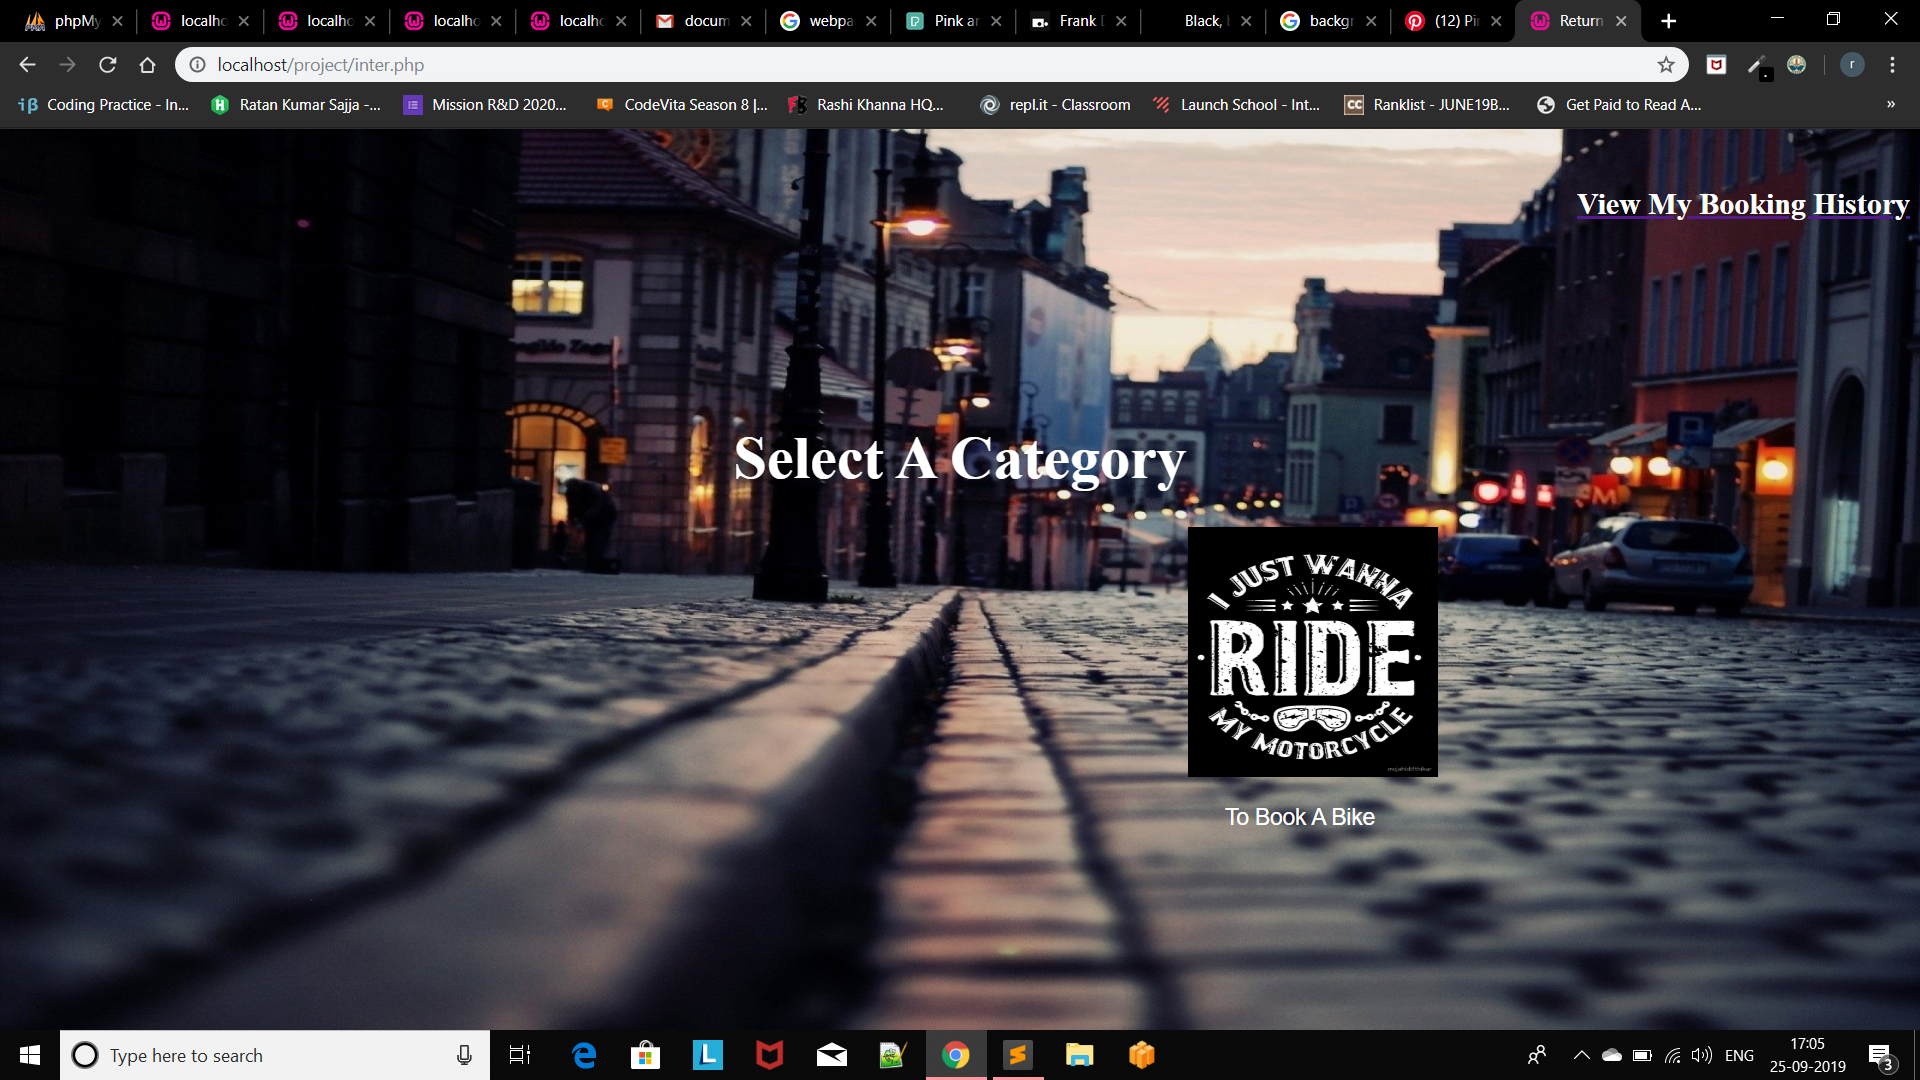 phpMy
localho
localho
localho
localho
docum
webpa
Pink ar
Frank
Black,
backgr
(12) Pi
Return
localhost/project/inter.php
r
Coding Practice - In...
Ratan Kumar Sajja -...
Mission R&D 2020...
CodeVita Season 8 |...
Rashi Khanna HQ...
repl.it - Classroom
Launch School - Int...
CC
Ranklist - JUNE19B...
Get Paid to Read A...
»
View My Booking History
Select A Category
I JUST WANNA
RIDE
MY MOTORCYCLE
To Book A Bike
Type here to search
ENG
17:05
25-09-2019
3